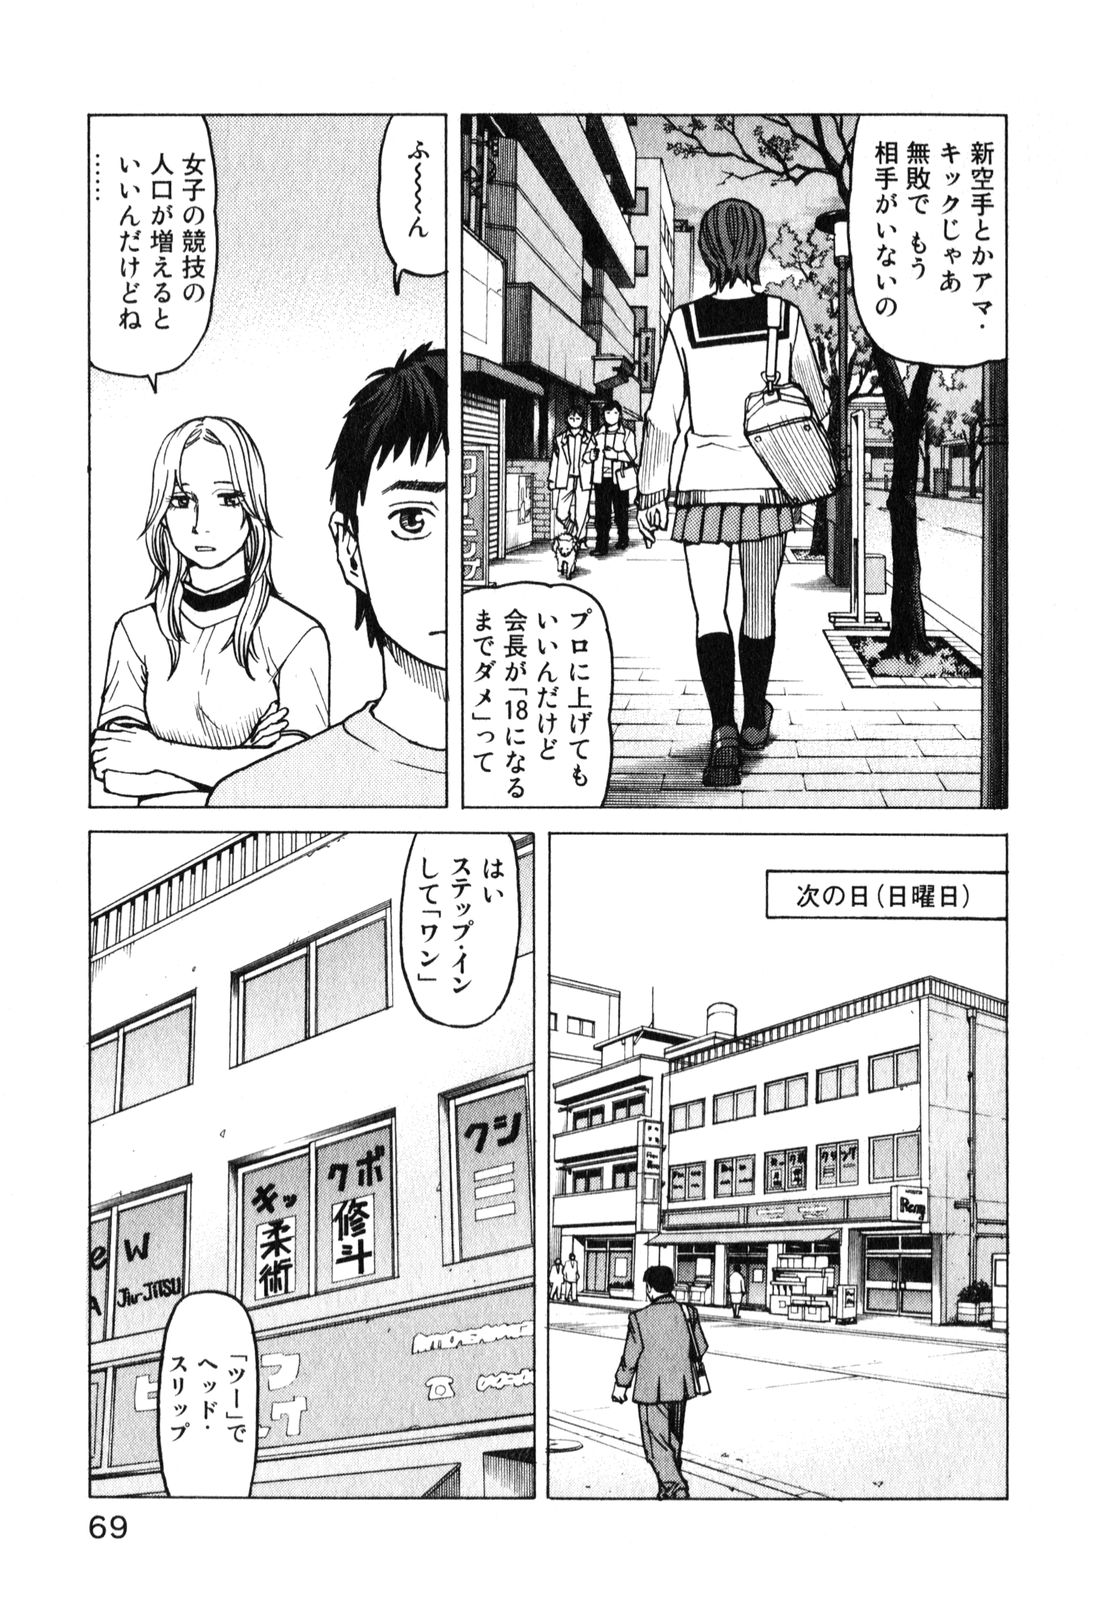 新空手とかアマ・
キックじゃあ
無敗で もう
相手がいないの
プロに上げても
いいんだけど
会長が「18になる
までダメ」って
ふ〜〜〜ん
女子の競技の
人口が増えると
いいんだけどね
……
次の日(日曜日)
Remy
はい
ステップ・イン
して「ワン」
クシ
クボ
修斗
キッ
柔術
eW
JIU-JITSU
「ツー」で
ヘッド・
スリップ
69